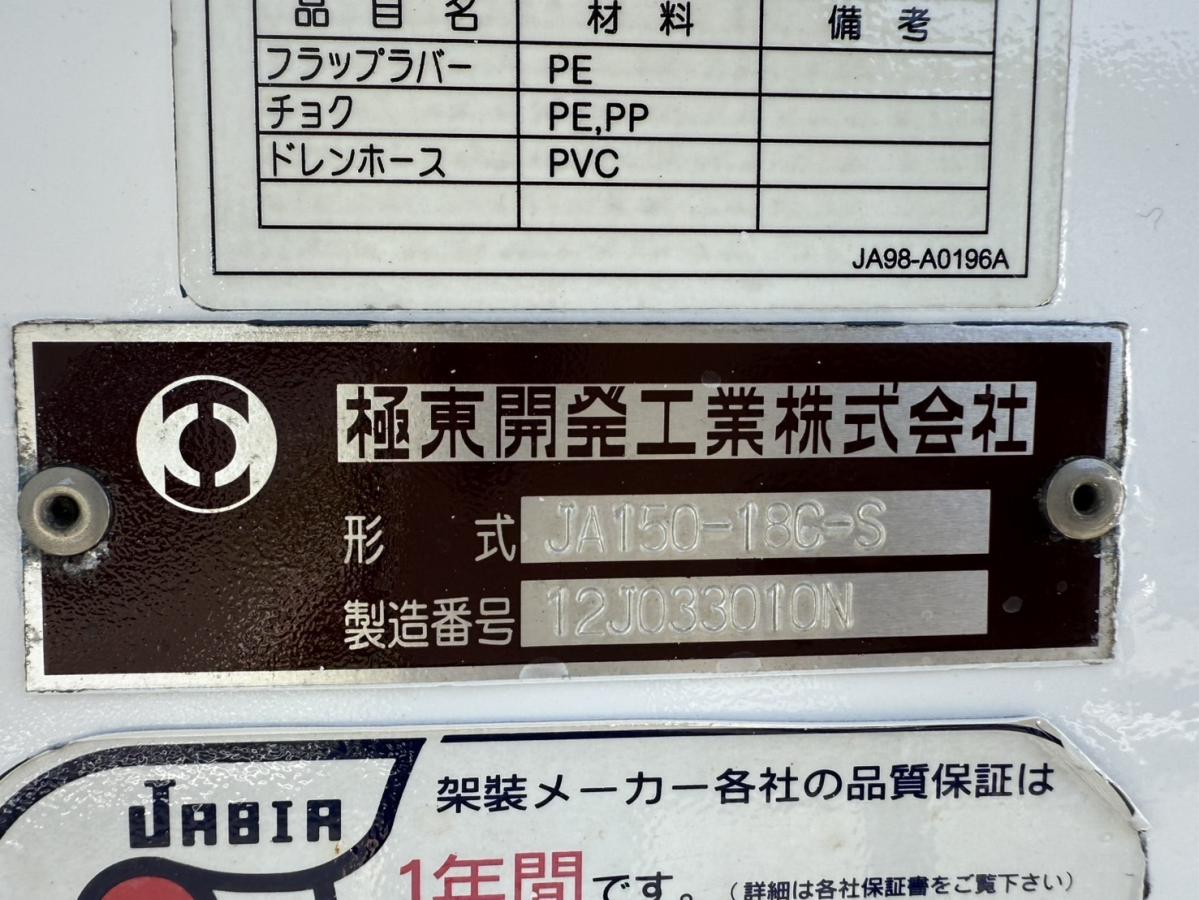 品目名 材料 備考
フラップラバー PE
チョク PE,PP
ドレンホース PVC
JA98-A0196A
極東開発工業株式会社
形式 JA150-18C-S
製造番号 12J033010N
JABIA
架装メーカー各社の品質保証は
1年間です。(詳細は各社保証書をご覧下さい)